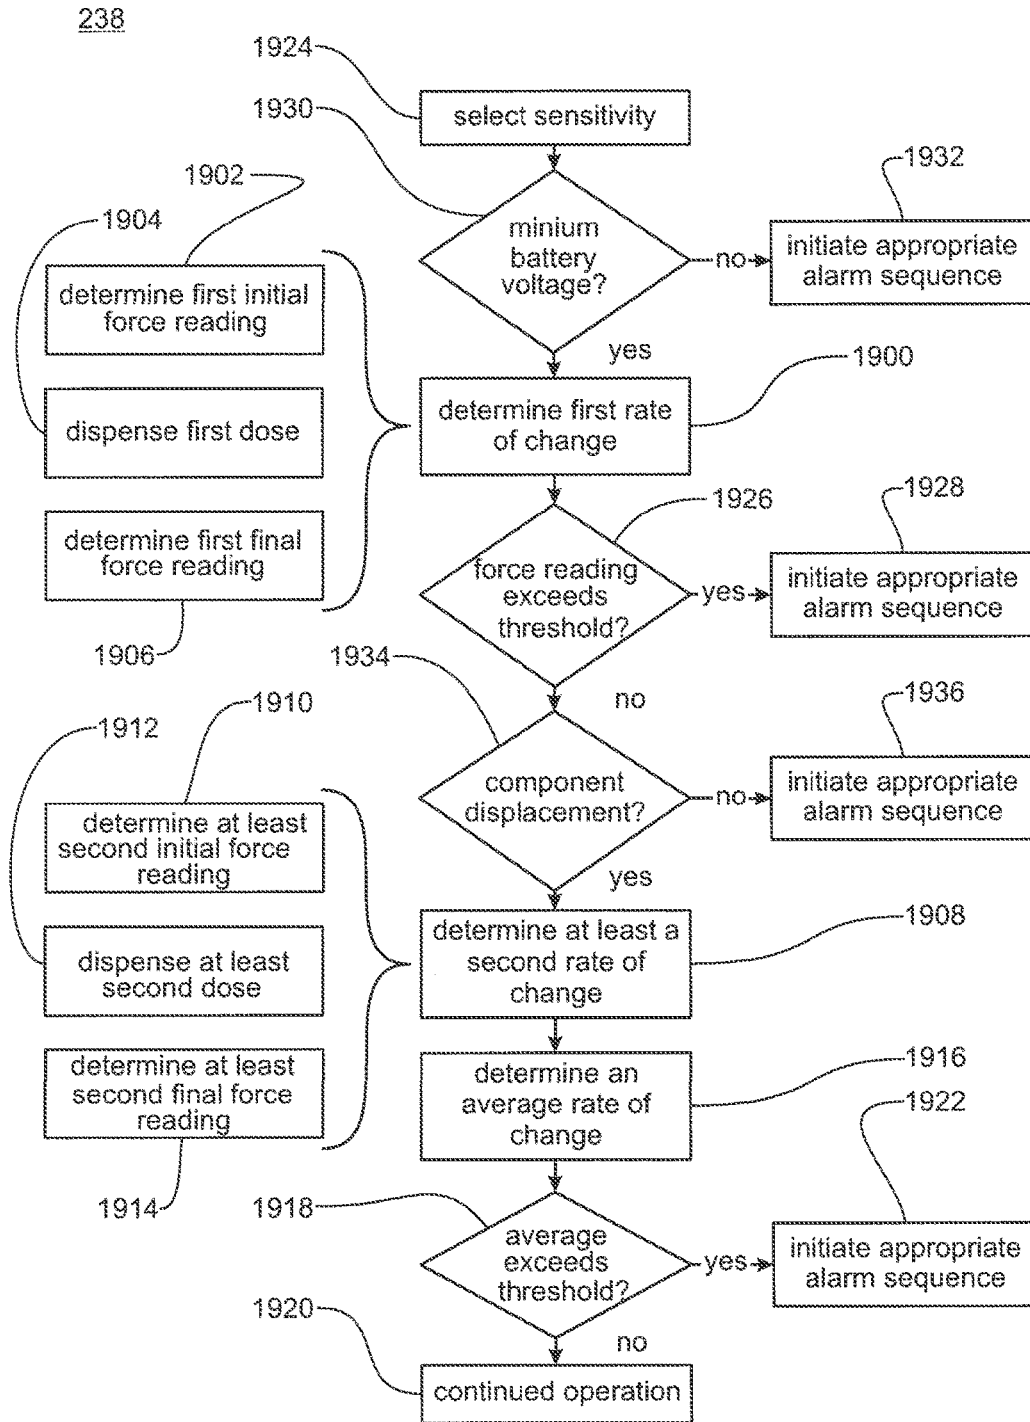 238
1924
select sensitivity
1930
minium
battery
voltage?
no
1932
initiate appropriate
alarm sequence
yes
1902
1904
determine first initial
force reading
dispense first dose
determine first final
force reading
1906
1900
determine first rate
of change
1926
force reading
exceeds
threshold?
yes
1928
initiate appropriate
alarm sequence
no
1934
component
displacement?
no
1936
initiate appropriate
alarm sequence
yes
1910
1912
determine at least
second initial force
reading
dispense at least
second dose
determine at least
second final force
reading
1914
1908
determine at least a
second rate of
change
1916
determine an
average rate of
change
1918
average
exceeds
threshold?
yes
1922
initiate appropriate
alarm sequence
no
1920
continued operation